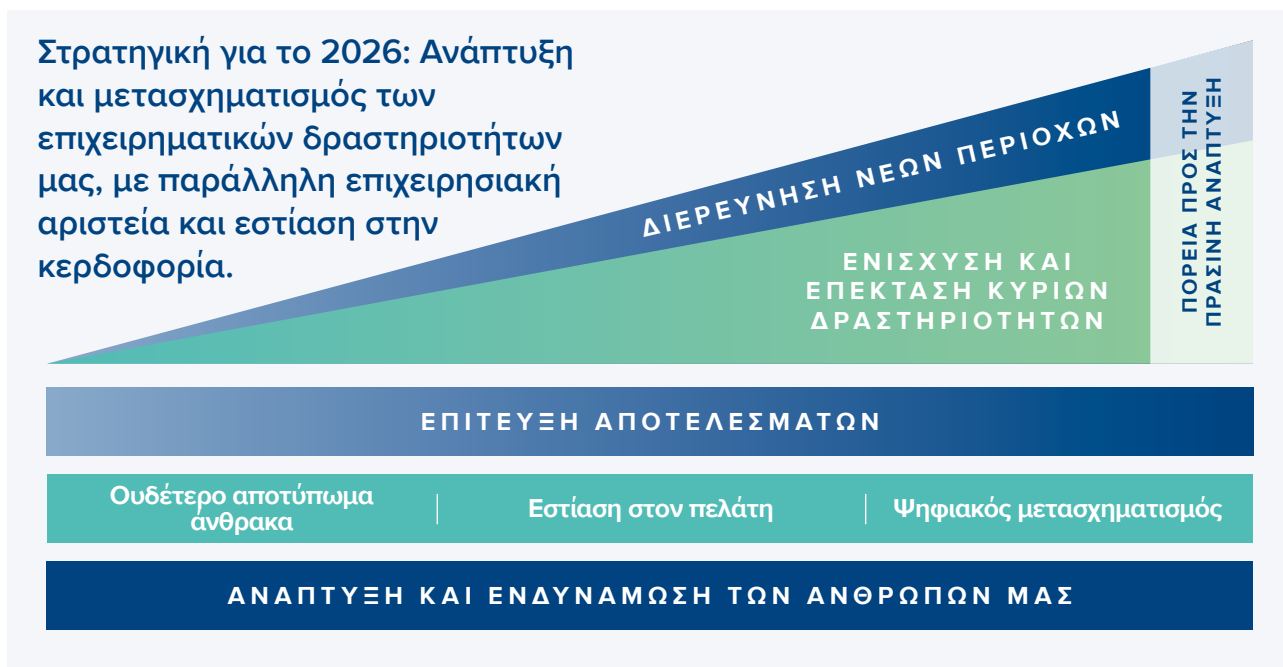 Στρατηγική για το 2026: Ανάπτυξη
και μετασχηματισμός των
επιχειρηματικών δραστηριοτήτων
μας, με παράλληλη επιχειρησιακή
αριστεία και εστίαση στην
κερδοφορία.
ΔΙΕΡΕΥΝΗΣΗ ΝΕΩΝ ΠΕΡΙΟΧΩΝ
ΕΝΙΣΧΥΣΗ ΚΑΙ
ΕΠΕΚΤΑΣΗ ΚΥΡΙΩΝ
ΔΡΑΣΤΗΡΙΟΤΗΤΩΝ
ΠΟΡΕΙΑ ΠΡΟΣ ΤΗΝ
ΠΡΑΣΙΝΗ ΑΝΑΠΤΥΞΗ
ΕΠΙΤΕΥΞΗ ΑΠΟΤΕΛΕΣΜΑΤΩΝ
Ουδέτερο αποτύπωμα
άνθρακα
Εστίαση στον πελάτη
Ψηφιακός μετασχηματισμός
ΑΝΑΠΤΥΞΗ ΚΑΙ ΕΝΔΥΝΑΜΩΣΗ ΤΩΝ ΑΝΘΡΩΠΩΝ ΜΑΣ